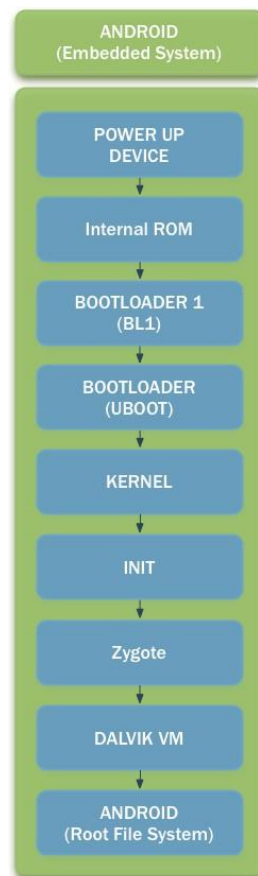 ANDROID
(Embedded System)
POWER UP
DEVICE
Internal ROM
BOOTLOADER 1
(BL1)
BOOTLOADER
(UBOOT)
KERNEL
INIT
Zygote
DALVIK VM
ANDROID
(Root File System)